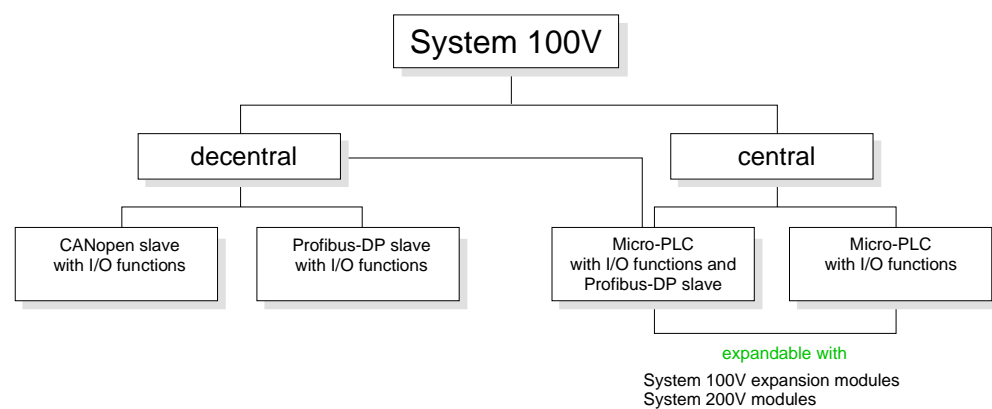 System 100V
decentral
central
CANopen slave
with I/O functions
Profibus-DP slave
with I/O functions
Micro-PLC
with I/O functions and
Profibus-DP slave
Micro-PLC
with I/O functions
expandable with
System 100V expansion modules
System 200V modules